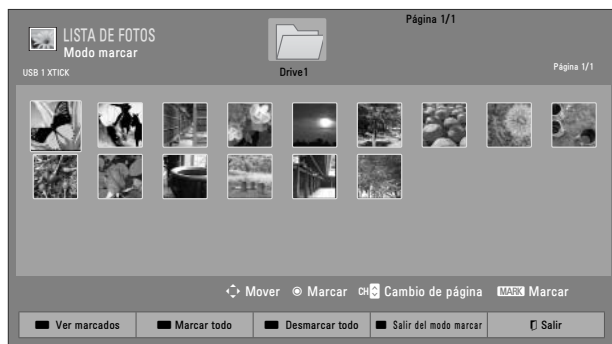 Página 1/1
LISTA DE FOTOS
Modo marcar
USB 1 XTICK
Drive1
Página 1/1
Mover
Marcar
CH Cambio de página
MARK Marcar
Ver marcados
Marcar todo
Desmarcar todo
Salir del modo marcar
Salir